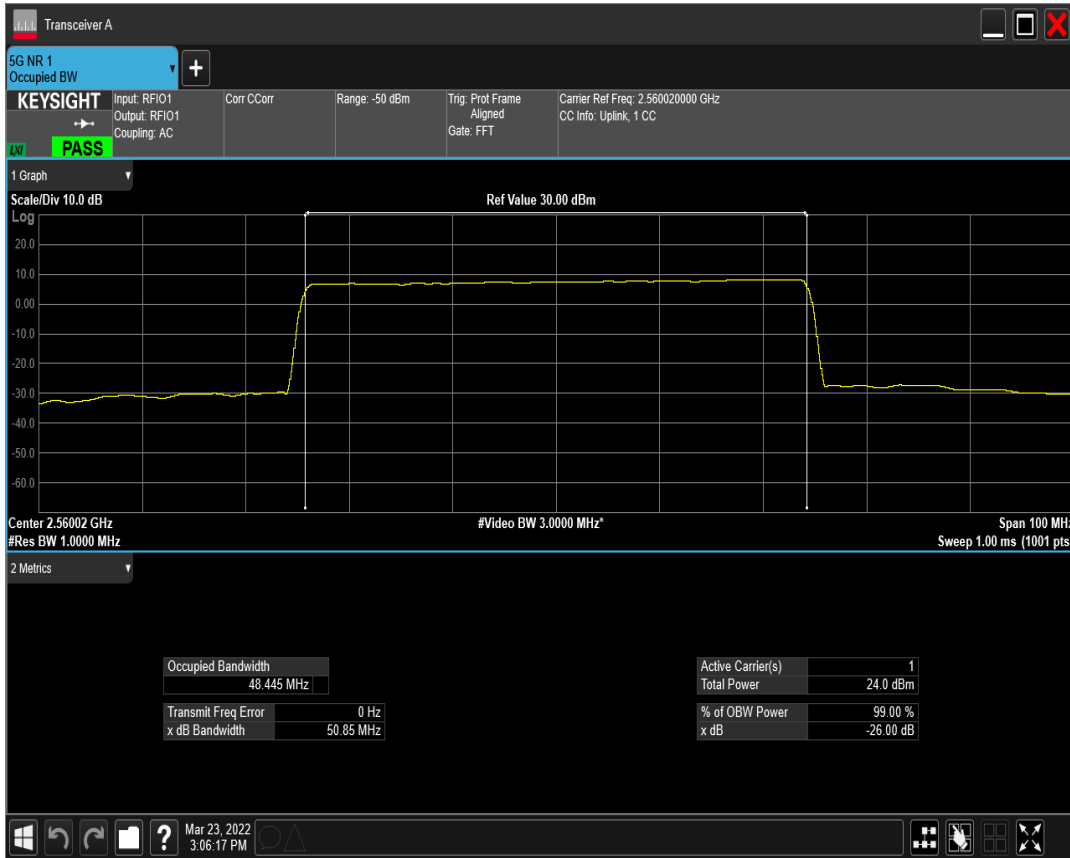 Transceiver A
5G NR 1
Occupied BW
+
KEYSIGHT
LXI
PASS
Input: RFIO1
Output: RFIO1
Coupling: AC
Corr CCorr
Range: -50 dBm
Trig: Prot Frame
Aligned
Gate: FFT
Carrier Ref Freq: 2.560020000 GHz
CC Info: Uplink, 1 CC
1 Graph
Scale/Div 10.0 dB
Ref Value 30.00 dBm
Log
20.0
10.0
0.00
-10.0
-20.0
-30.0
-40.0
-50.0
-60.0
Center 2.56002 GHz
#Video BW 3.0000 MHz*
Span 100 MHz
#Res BW 1.0000 MHz
Sweep 1.00 ms (1001 pts
2 Metrics
Occupied Bandwidth
48.445 MHz
Transmit Freq Error 0 Hz
x dB Bandwidth 50.85 MHz
Active Carrier(s) 1
Total Power 24.0 dBm
% of OBW Power 99.00 %
x dB -26.00 dB
?
Mar 23, 2022
3:06:17 PM